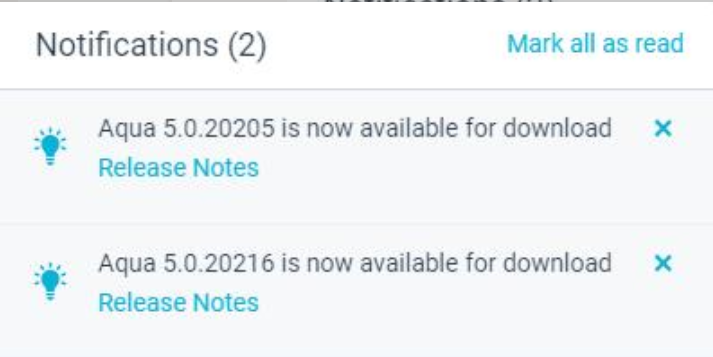 Notifications (2)
Mark all as read
Aqua 5.0.20205 is now available for download
Release Notes
Aqua 5.0.20216 is now available for download
Release Notes